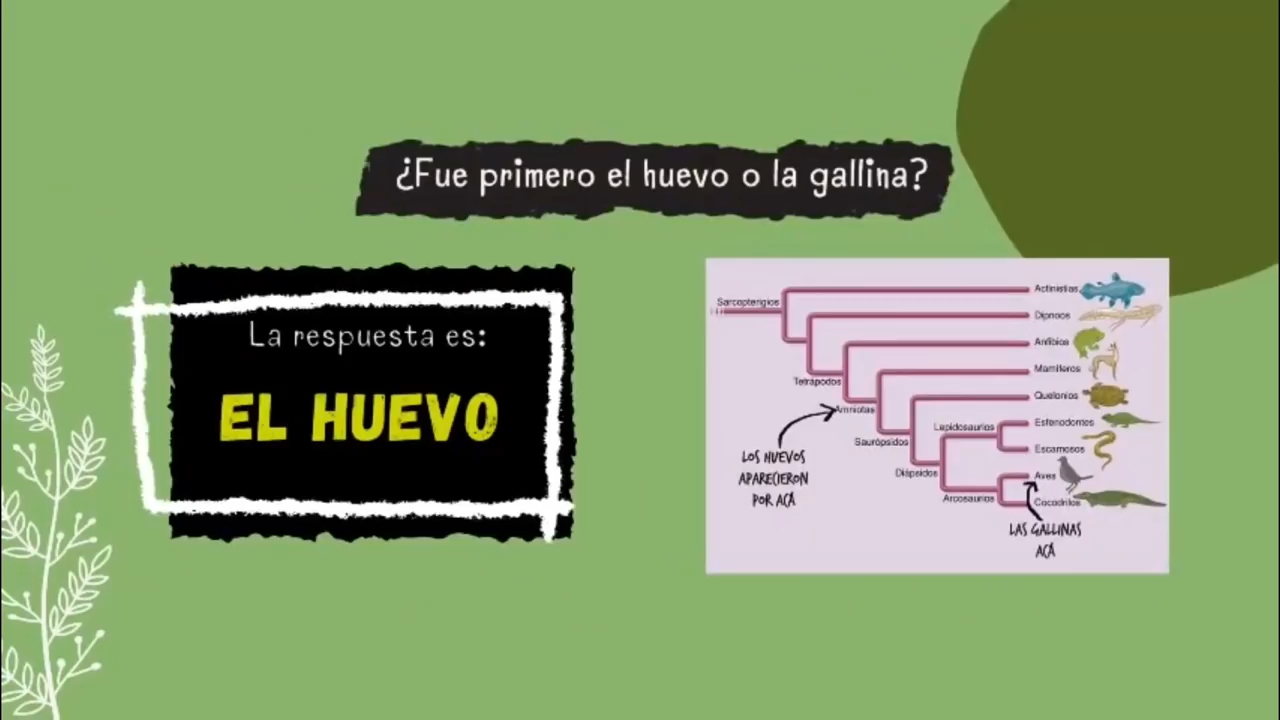 ¿Fue primero el huevo o la gallina?
La respuesta es:
EL HUEVO
Sarcopterigios
Actinistias
Dipnoos
Anfibios
Tetrápodos
Mamíferos
Amniotas
Quelonios
Saurópsidos
Lepidosaurios
Esfenodontes
Escamosos
Diápsidos
Aves
Arcosaurios
Cocodrilos
LOS HUEVOS
APARECIERON
POR ACÁ
LAS GALLINAS
ACÁ